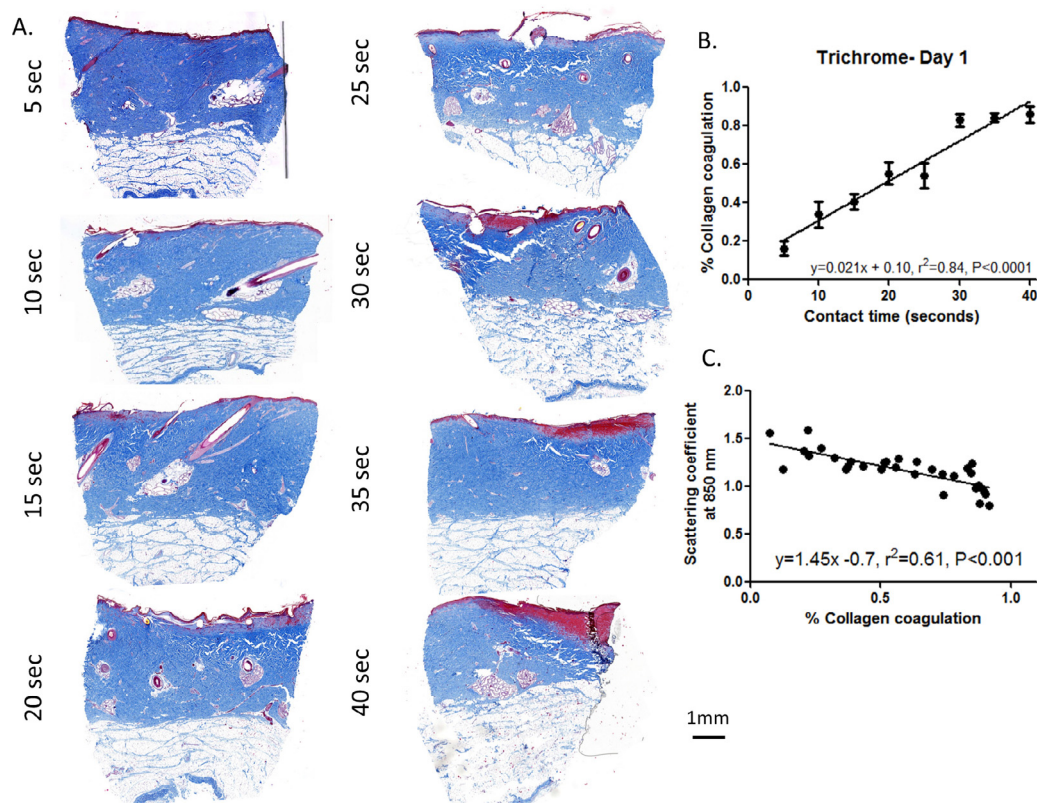 A.
5 sec
10 sec
15 sec
20 sec
25 sec
30 sec
35 sec
40 sec
1mm
B.
Trichrome- Day 1
% Collagen coagulation
1.0
0.8
0.6
0.4
0.2
0.0
y=0.021x + 0.10, r²=0.84, P<0.0001
0 10 20 30 40
Contact time (seconds)
C.
Scattering coefficient
at 850 nm
2.0
1.5
1.0
0.5
0.0
y=1.45x -0.7, r²=0.61, P<0.001
0.0 0.5 1.0
% Collagen coagulation